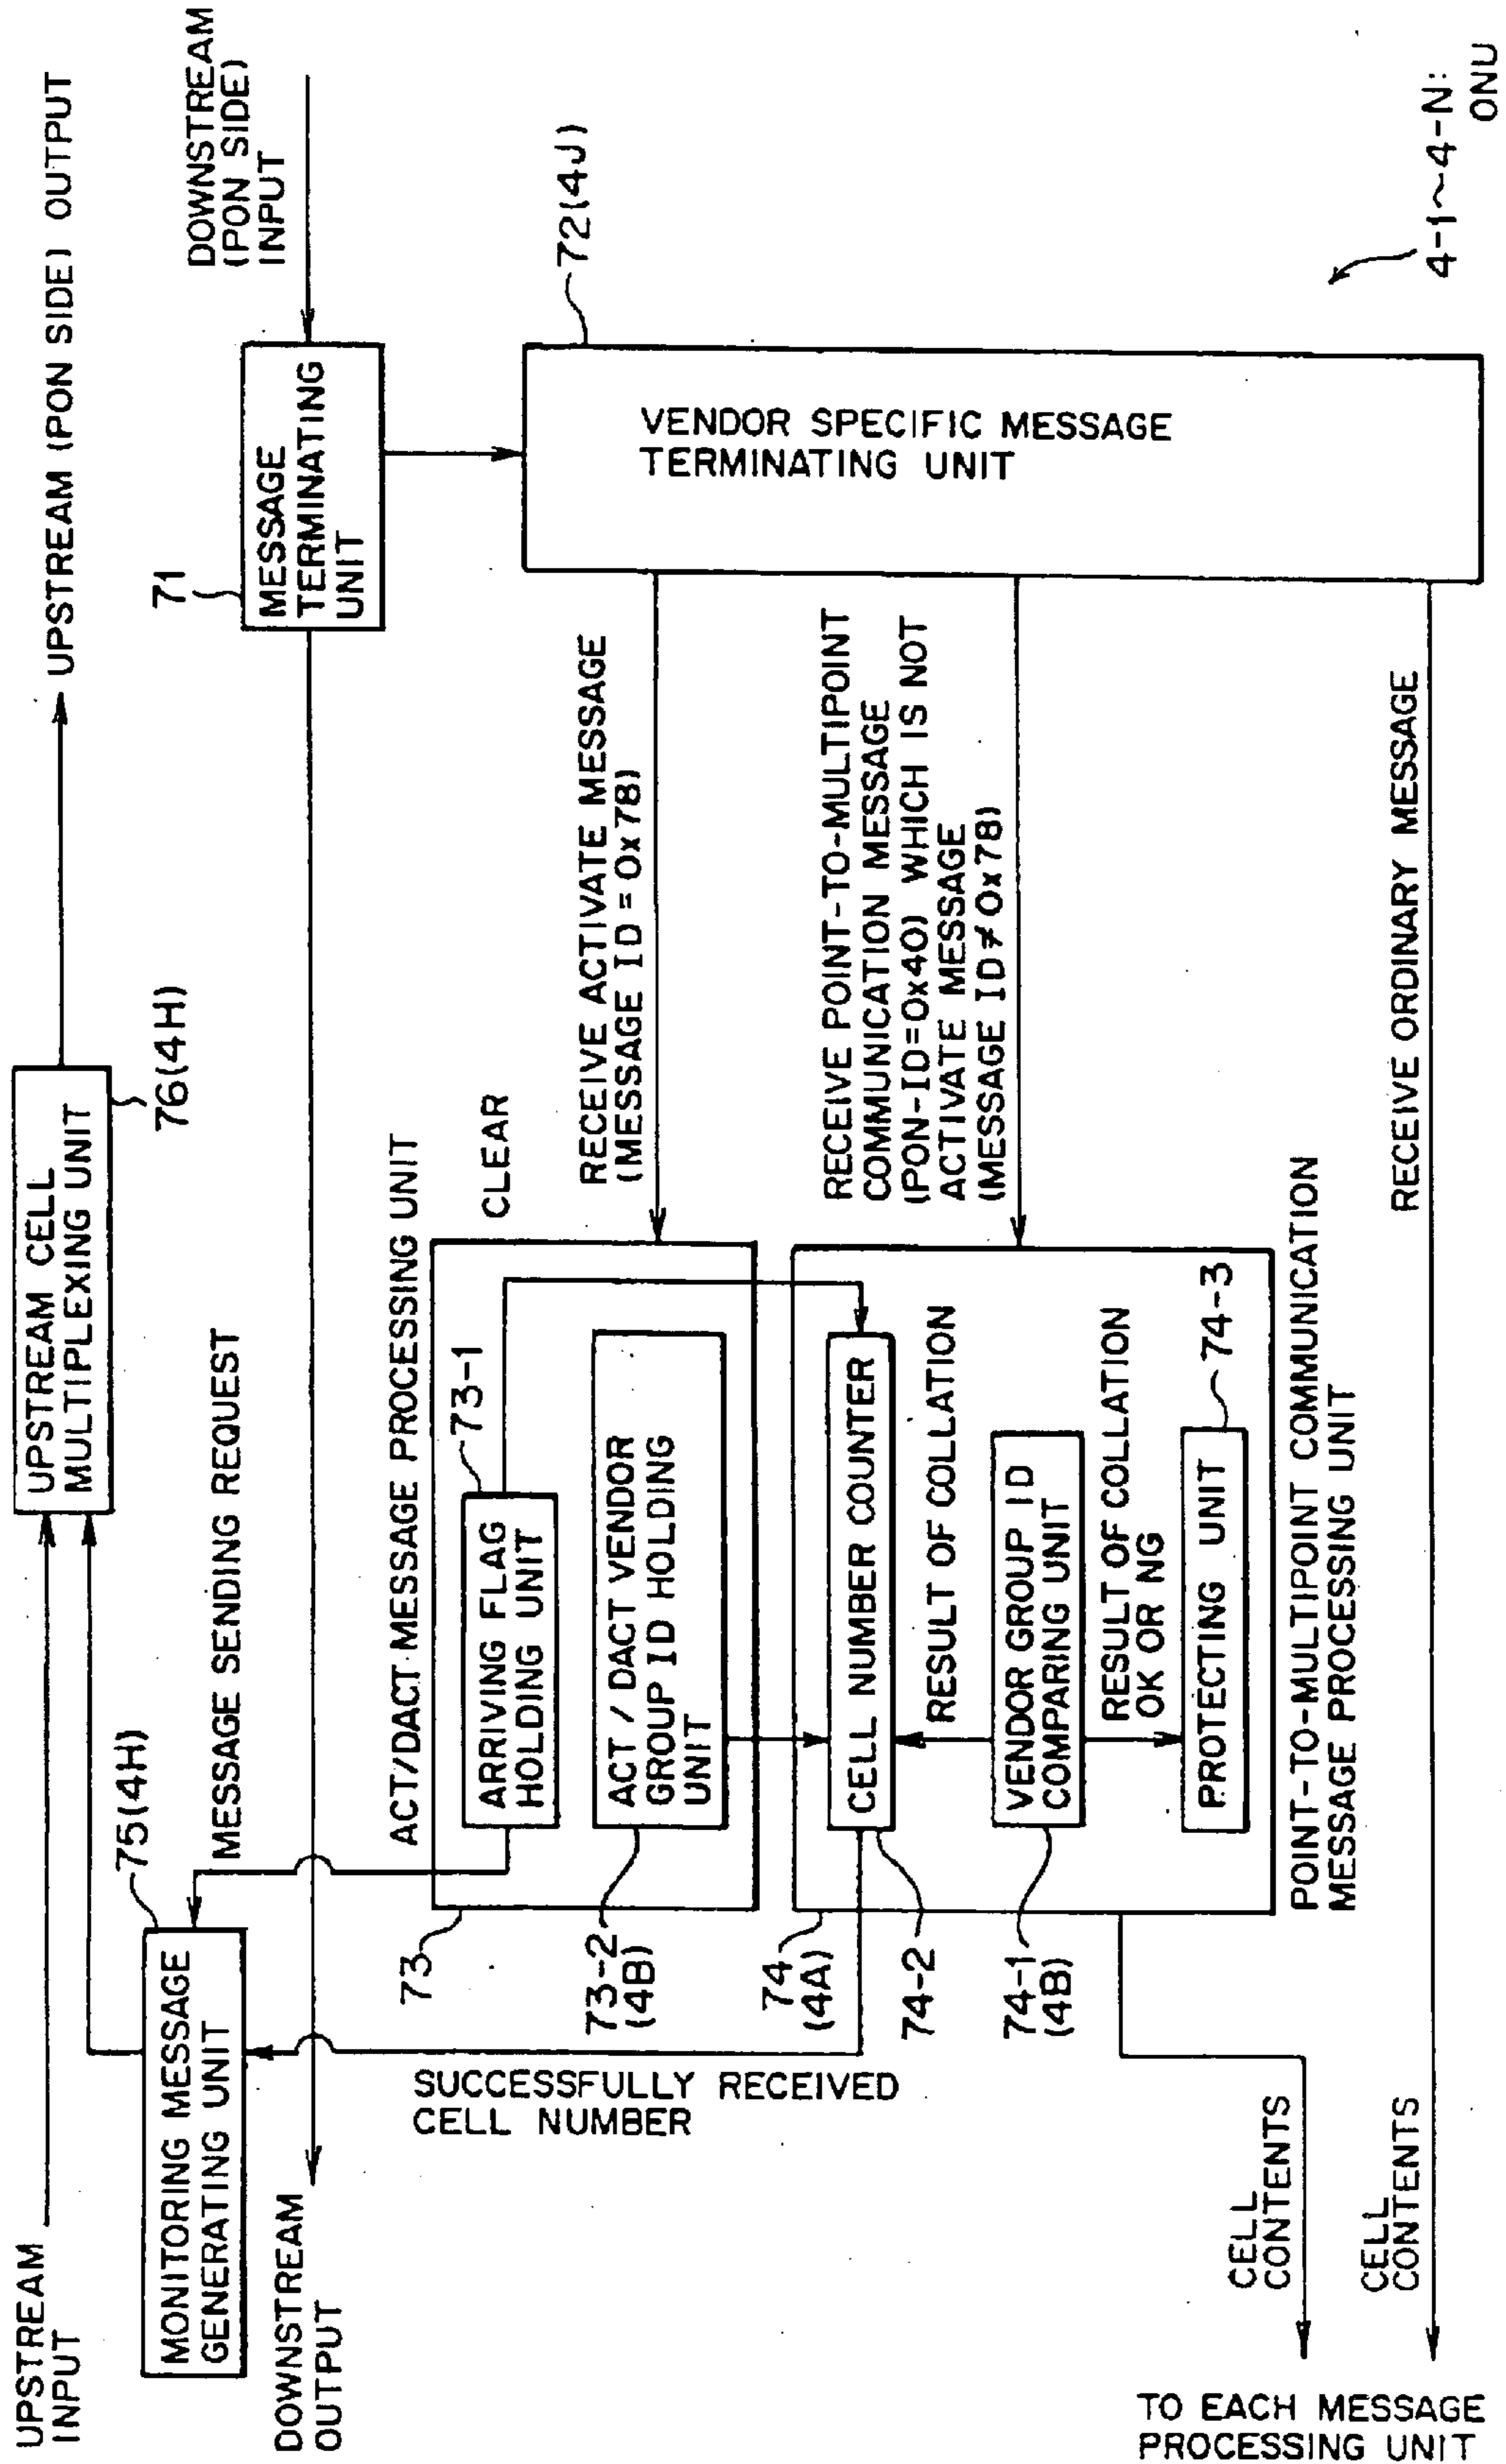 UPSTREAM
INPUT
UPSTREAM CELL
MULTIPLEXING UNIT
76(4H)
UPSTREAM (PON SIDE) OUTPUT
MONITORING MESSAGE
GENERATING UNIT
75(4H)
MESSAGE SENDING REQUEST
71
MESSAGE
TERMINATING
UNIT
DOWNSTREAM
(PON SIDE)
INPUT
DOWNSTREAM
OUTPUT
ACT/DACT MESSAGE PROCESSING UNIT
73
ARRIVING FLAG
HOLDING UNIT
73-1
CLEAR
ACT / DACT VENDOR
GROUP ID HOLDING
UNIT
73-2
(4B)
RECEIVE ACTIVATE MESSAGE
(MESSAGE ID = 0x78)
72(4J)
VENDOR SPECIFIC MESSAGE
TERMINATING UNIT
SUCCESSFULLY RECEIVED
CELL NUMBER
74
(4A)
CELL NUMBER COUNTER
74-2
RESULT OF COLLATION
VENDOR GROUP ID
COMPARING UNIT
74-1
(4B)
RESULT OF COLLATION
OK OR NG
PROTECTING UNIT
74-3
RECEIVE POINT-TO-MULTIPOINT
COMMUNICATION MESSAGE
(PON-ID=0x40) WHICH IS NOT
ACTIVATE MESSAGE
(MESSAGE ID≠0x78)
POINT-TO-MULTIPOINT COMMUNICATION
MESSAGE PROCESSING UNIT
CELL
CONTENTS
CELL
CONTENTS
RECEIVE ORDINARY MESSAGE
TO EACH MESSAGE
PROCESSING UNIT
4-1~4-N:
ONU